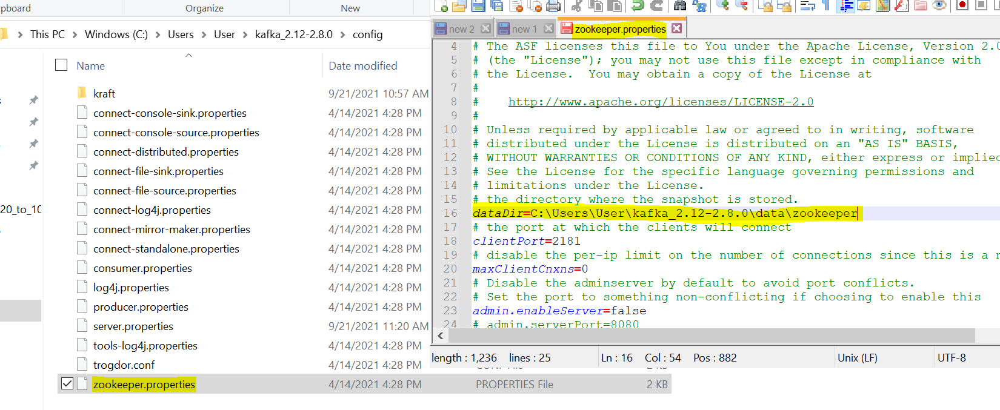 pboard
Organize
New
This PC > Windows (C:) > Users > User > kafka_2.12-2.8.0 > config
Name
Date modified
kraft 9/21/2021 10:57 AM
connect-console-sink.properties 4/14/2021 4:28 PM
connect-console-source.properties 4/14/2021 4:28 PM
connect-distributed.properties 4/14/2021 4:28 PM
connect-file-sink.properties 4/14/2021 4:28 PM
connect-file-source.properties 4/14/2021 4:28 PM
20_to_10
connect-log4j.properties 4/14/2021 4:28 PM
connect-mirror-maker.properties 4/14/2021 4:28 PM
connect-standalone.properties 4/14/2021 4:28 PM
consumer.properties 4/14/2021 4:28 PM
log4j.properties 4/14/2021 4:28 PM
producer.properties 4/14/2021 4:28 PM
server.properties 9/21/2021 11:20 AM
tools-log4j.properties 4/14/2021 4:28 PM
trogdor.conf 4/14/2021 4:28 PM
zookeeper.properties 4/14/2021 4:28 PM PROPERTIES File 2 KB
new 2 new 1 zookeeper.properties
4 # The ASF licenses this file to You under the Apache License, Version 2.0
5 # (the "License"); you may not use this file except in compliance with
6 # the License.  You may obtain a copy of the License at
7 #
8 #    http://www.apache.org/licenses/LICENSE-2.0
9 #
10 # Unless required by applicable law or agreed to in writing, software
11 # distributed under the License is distributed on an "AS IS" BASIS,
12 # WITHOUT WARRANTIES OR CONDITIONS OF ANY KIND, either express or implied
13 # See the License for the specific language governing permissions and
14 # limitations under the License.
15 # the directory where the snapshot is stored.
16 dataDir=C:\Users\User\kafka_2.12-2.8.0\data\zookeeper
17 # the port at which the clients will connect
18 clientPort=2181
19 # disable the per-ip limit on the number of connections since this is a
20 maxClientCnxns=0
21 # Disable the adminserver by default to avoid port conflicts.
22 # Set the port to something non-conflicting if choosing to enable this
23 admin.enableServer=false
24 # admin.serverPort=8080
length : 1,236 lines : 25 Ln : 16 Col : 54 Pos : 882 Unix (LF) UTF-8